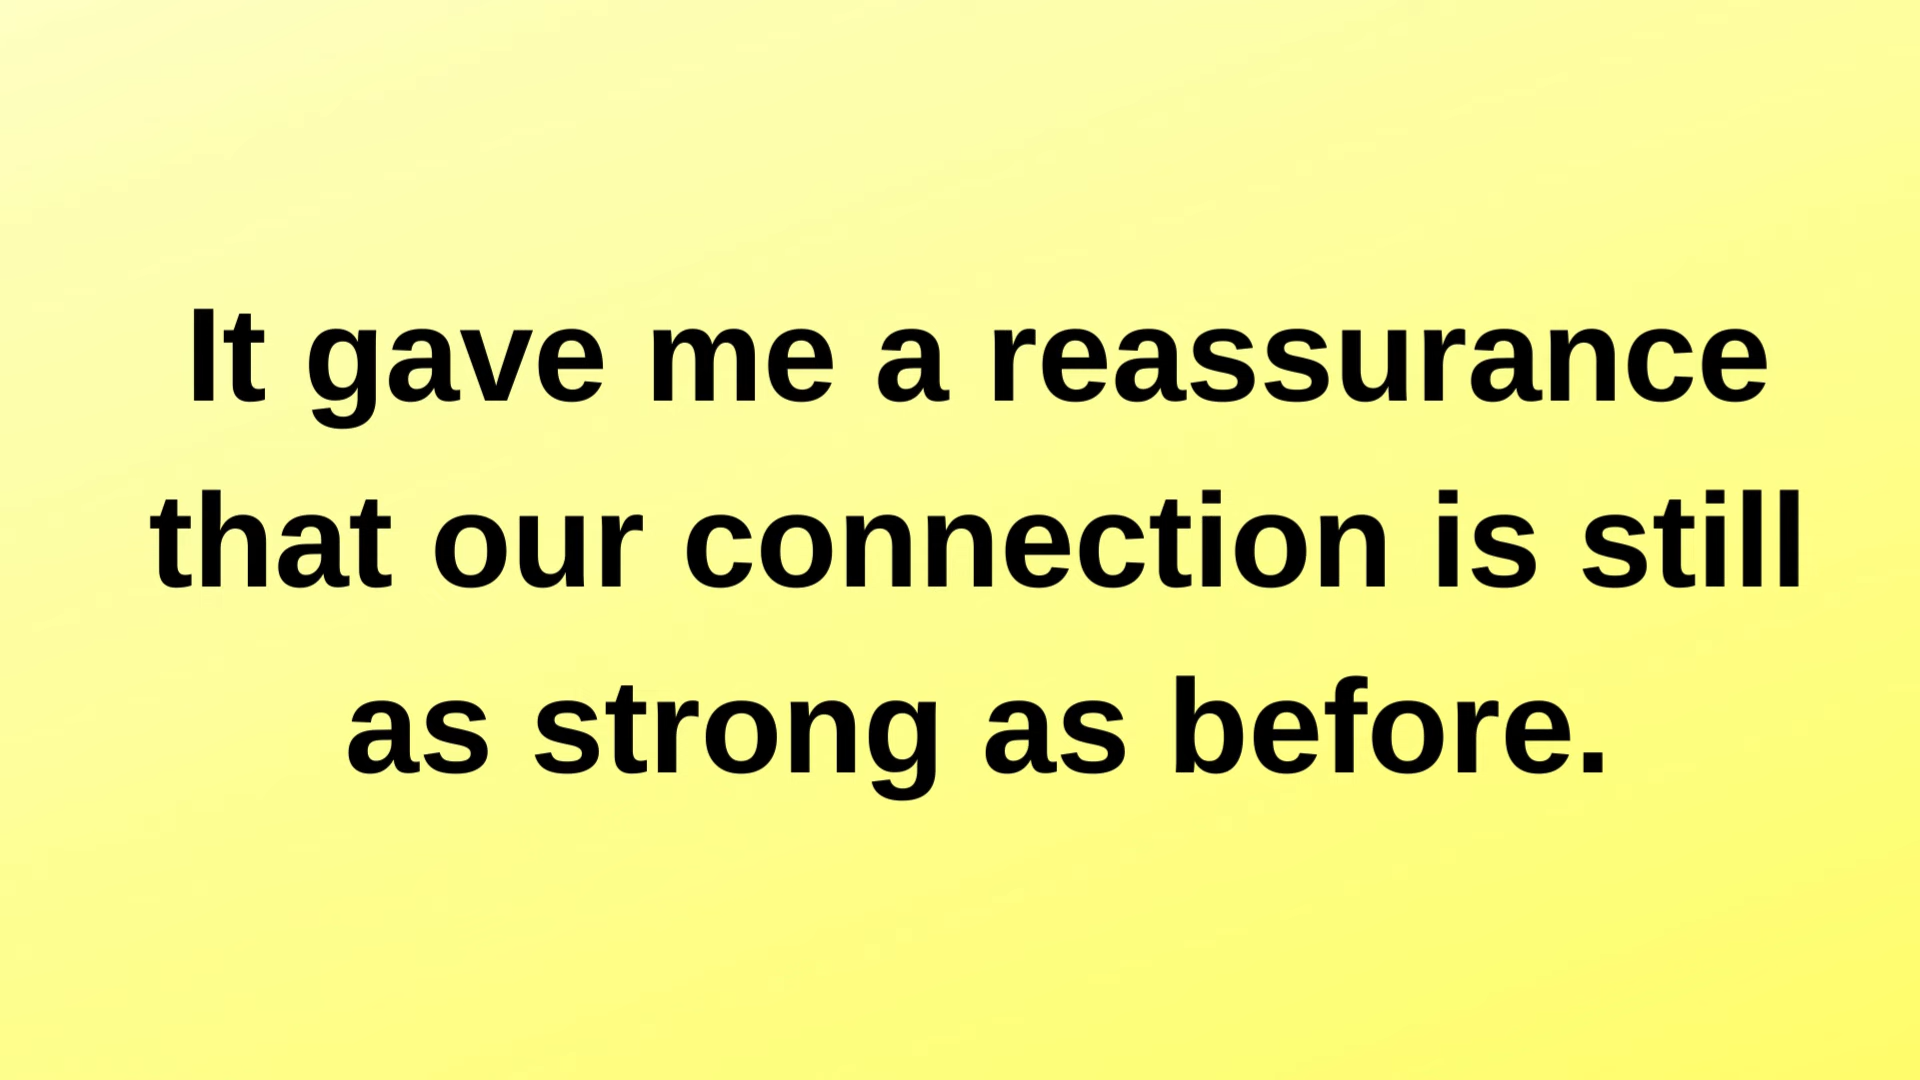 It gave me a reassurance
that our connection is still
as strong as before.